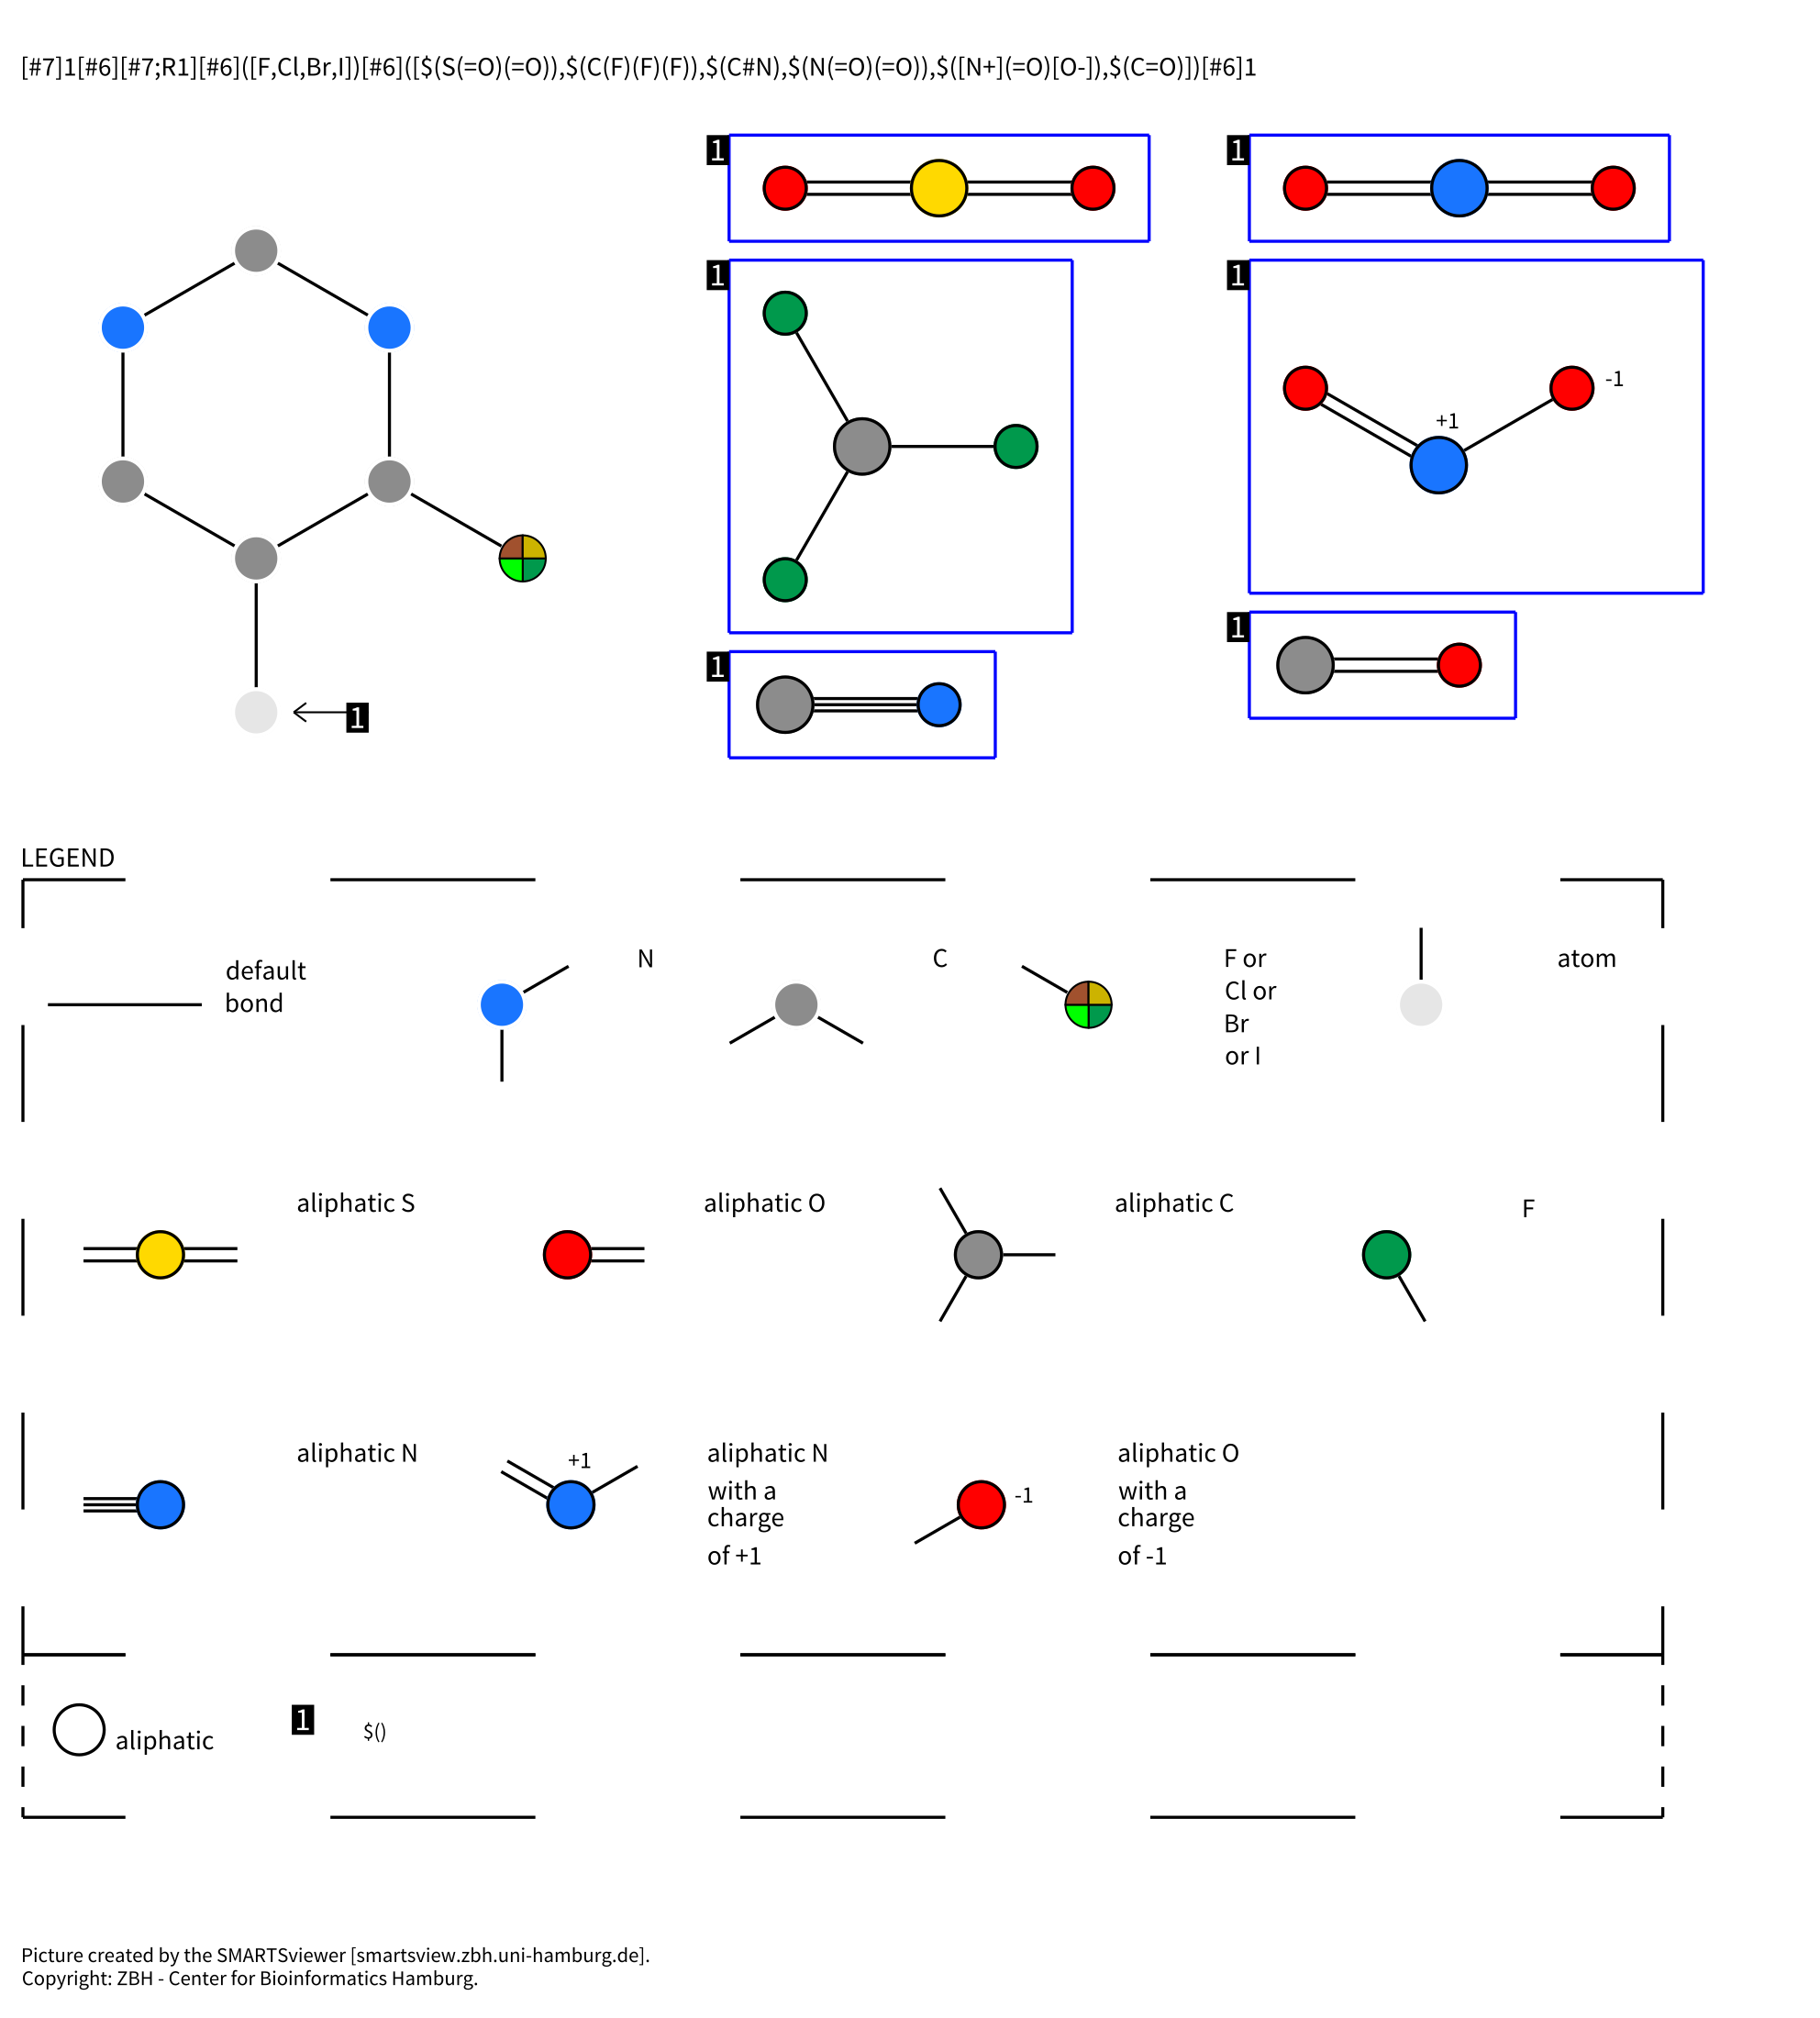 [#7]1[#6][#7;R1][#6]([F,Cl,Br,I])[#6]([$(S(=O)(=O)),$(C(F)(F)(F)),$(C#N),$(N(=O)(=O)),$([N+](=O)[O-]),$(C=O)])[#6]1
1
1
1
1
-1
+1
1
1
1
LEGEND
default
bond
N
C
F or
Cl or
Br
or I
atom
aliphatic S
aliphatic O
aliphatic C
F
aliphatic N
+1
aliphatic N
with a
charge
of +1
-1
aliphatic O
with a
charge
of -1
aliphatic
1
$()
Picture created by the SMARTSviewer [smartsview.zbh.uni-hamburg.de].
Copyright: ZBH - Center for Bioinformatics Hamburg.